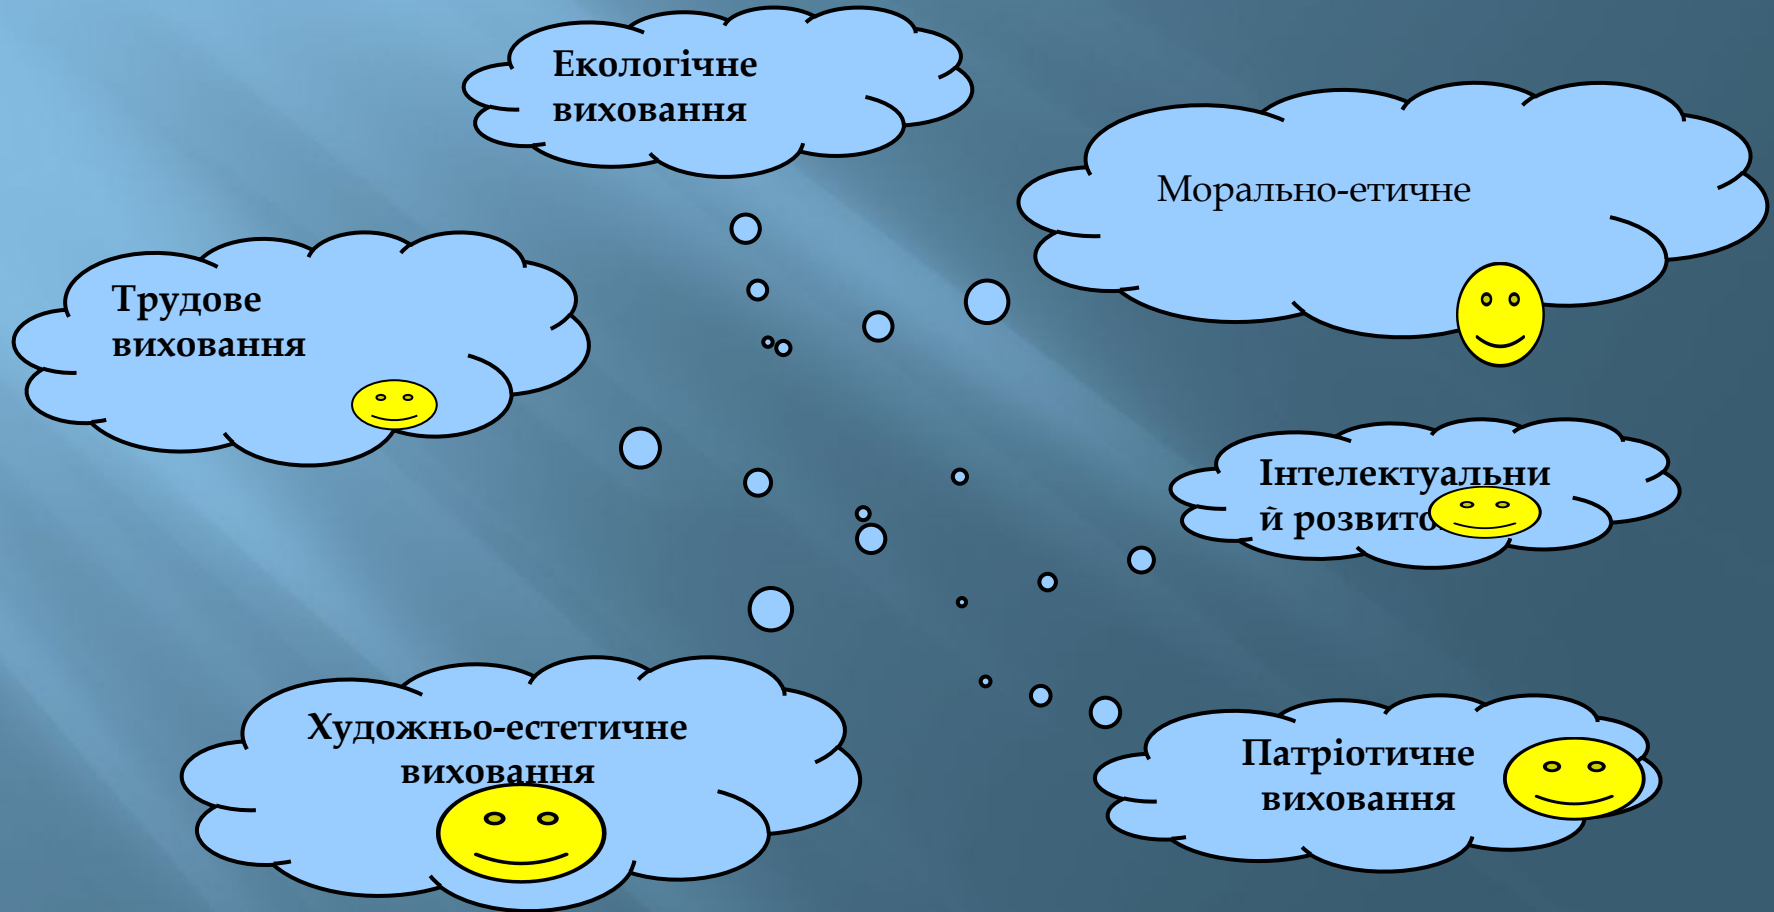 Екологічне
виховання
Морально-етичне
Трудове
виховання
Інтелектуальни
й розвито
Художньо-естетичне
виховання
Патріотичне
виховання